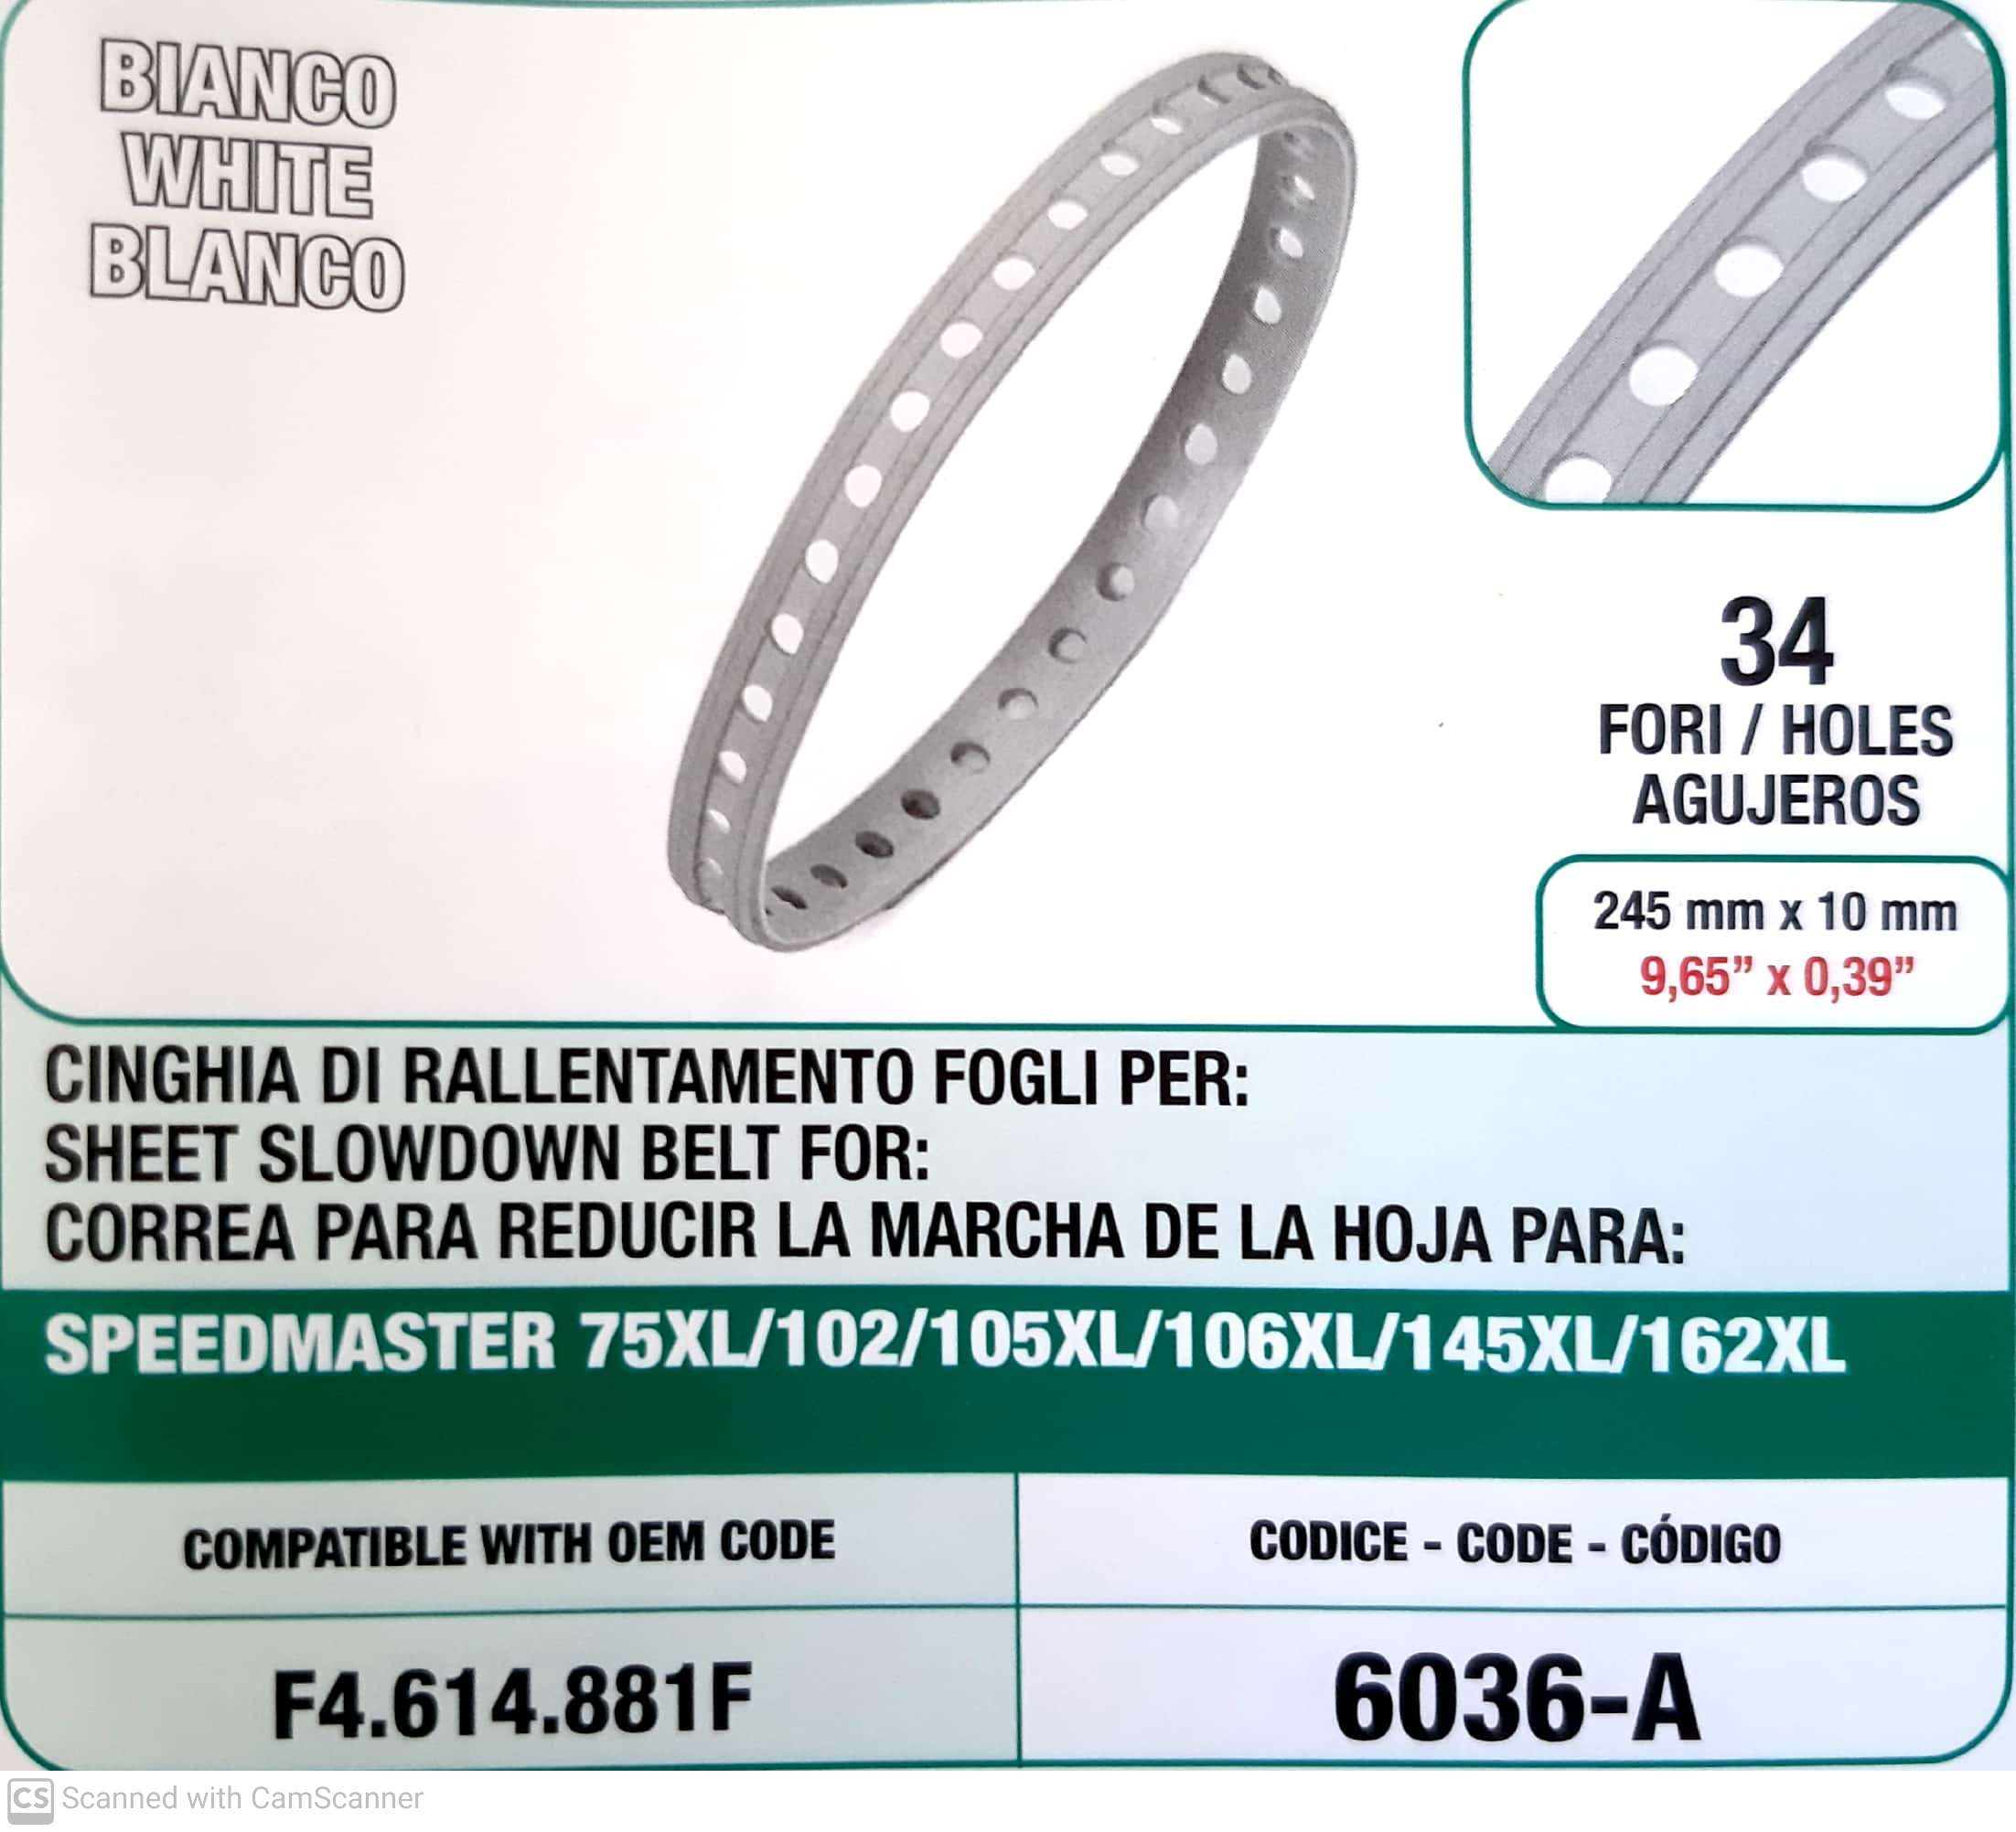 BIANCO
WHITE
BLANCO
34
FORI / HOLES
AGUJEROS
245 mm x 10 mm
9,65” x 0,39”
CINGHIA DI RALLENTAMENTO FOGLI PER:
SHEET SLOWDOWN BELT FOR:
CORREA PARA REDUCIR LA MARCHA DE LA HOJA PARA:
SPEEDMASTER 75XL/102/105XL/106XL/145XL/162XL
COMPATIBLE WITH OEM CODE
CODICE - CODE - CÓDIGO
F4.614.881F
6036-A
CS Scanned with CamScanner